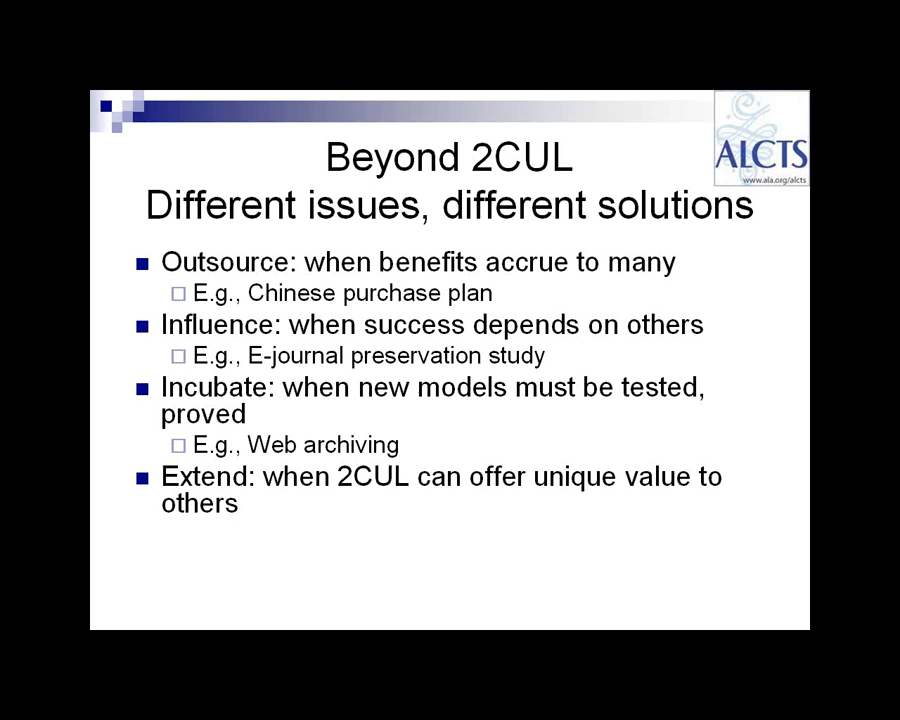 ALCTS
www.ala.org/alcts
Beyond 2CUL
Different issues, different solutions
Outsource: when benefits accrue to many
E.g., Chinese purchase plan
Influence: when success depends on others
E.g., E-journal preservation study
Incubate: when new models must be tested,
proved
E.g., Web archiving
Extend: when 2CUL can offer unique value to
others